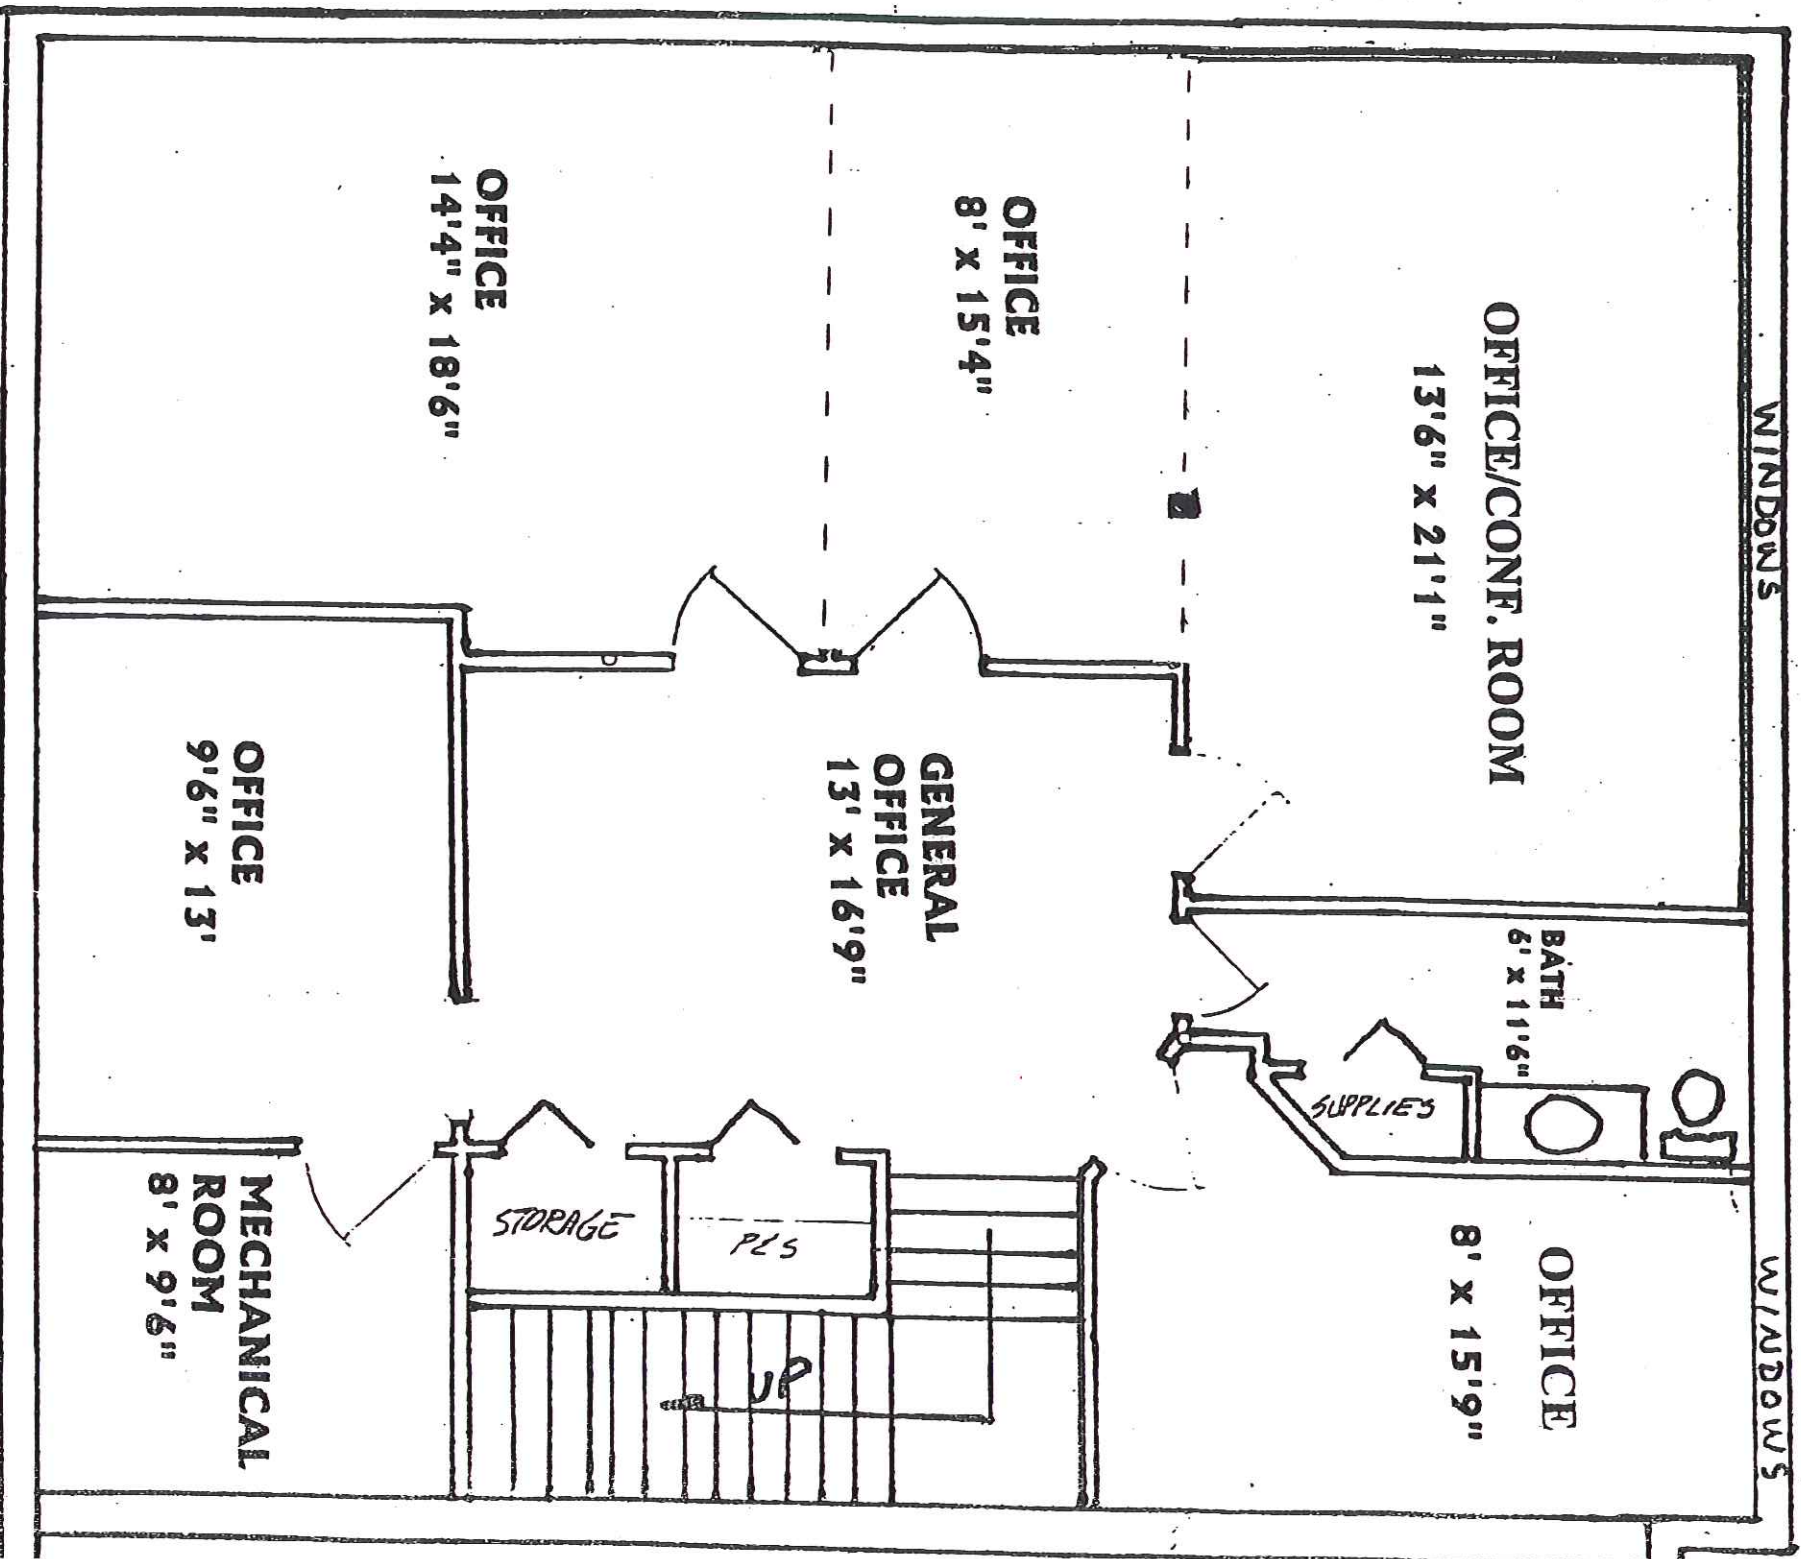 WINDOWS
WINDOWS
OFFICE/CONF. ROOM
13'6" x 21'1"
BATH
6' x 11'6"
SUPPLIES
OFFICE
8' x 15'9"
OFFICE
8' x 15'4"
GENERAL
OFFICE
13' x 16'9"
UP
OFFICE
14'4" x 18'6"
STORAGE
OFFICE
9'6" x 13'
MECHANICAL
ROOM
8' x 9'6"